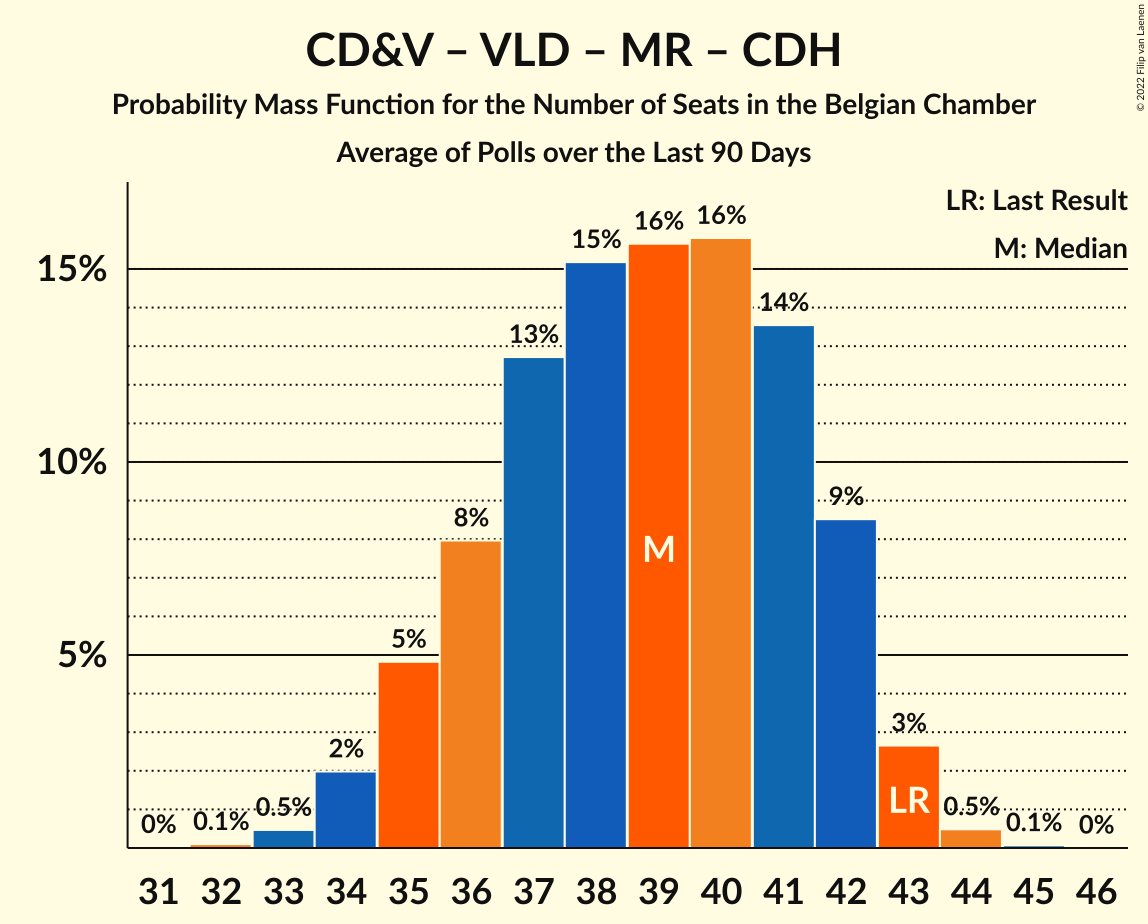 CD&V – VLD – MR – CDH
Probability Mass Function for the Number of Seats in the Belgian Chamber
Average of Polls over the Last 90 Days
© 2022 Filip van Laenen
LR: Last Result
M: Median
15%
10%
5%
0% 0.1% 0.5% 2% 5% 8% 13% 15% 16% 16% 14% 9% 3% 0.5% 0.1% 0%
M
LR
31 32 33 34 35 36 37 38 39 40 41 42 43 44 45 46